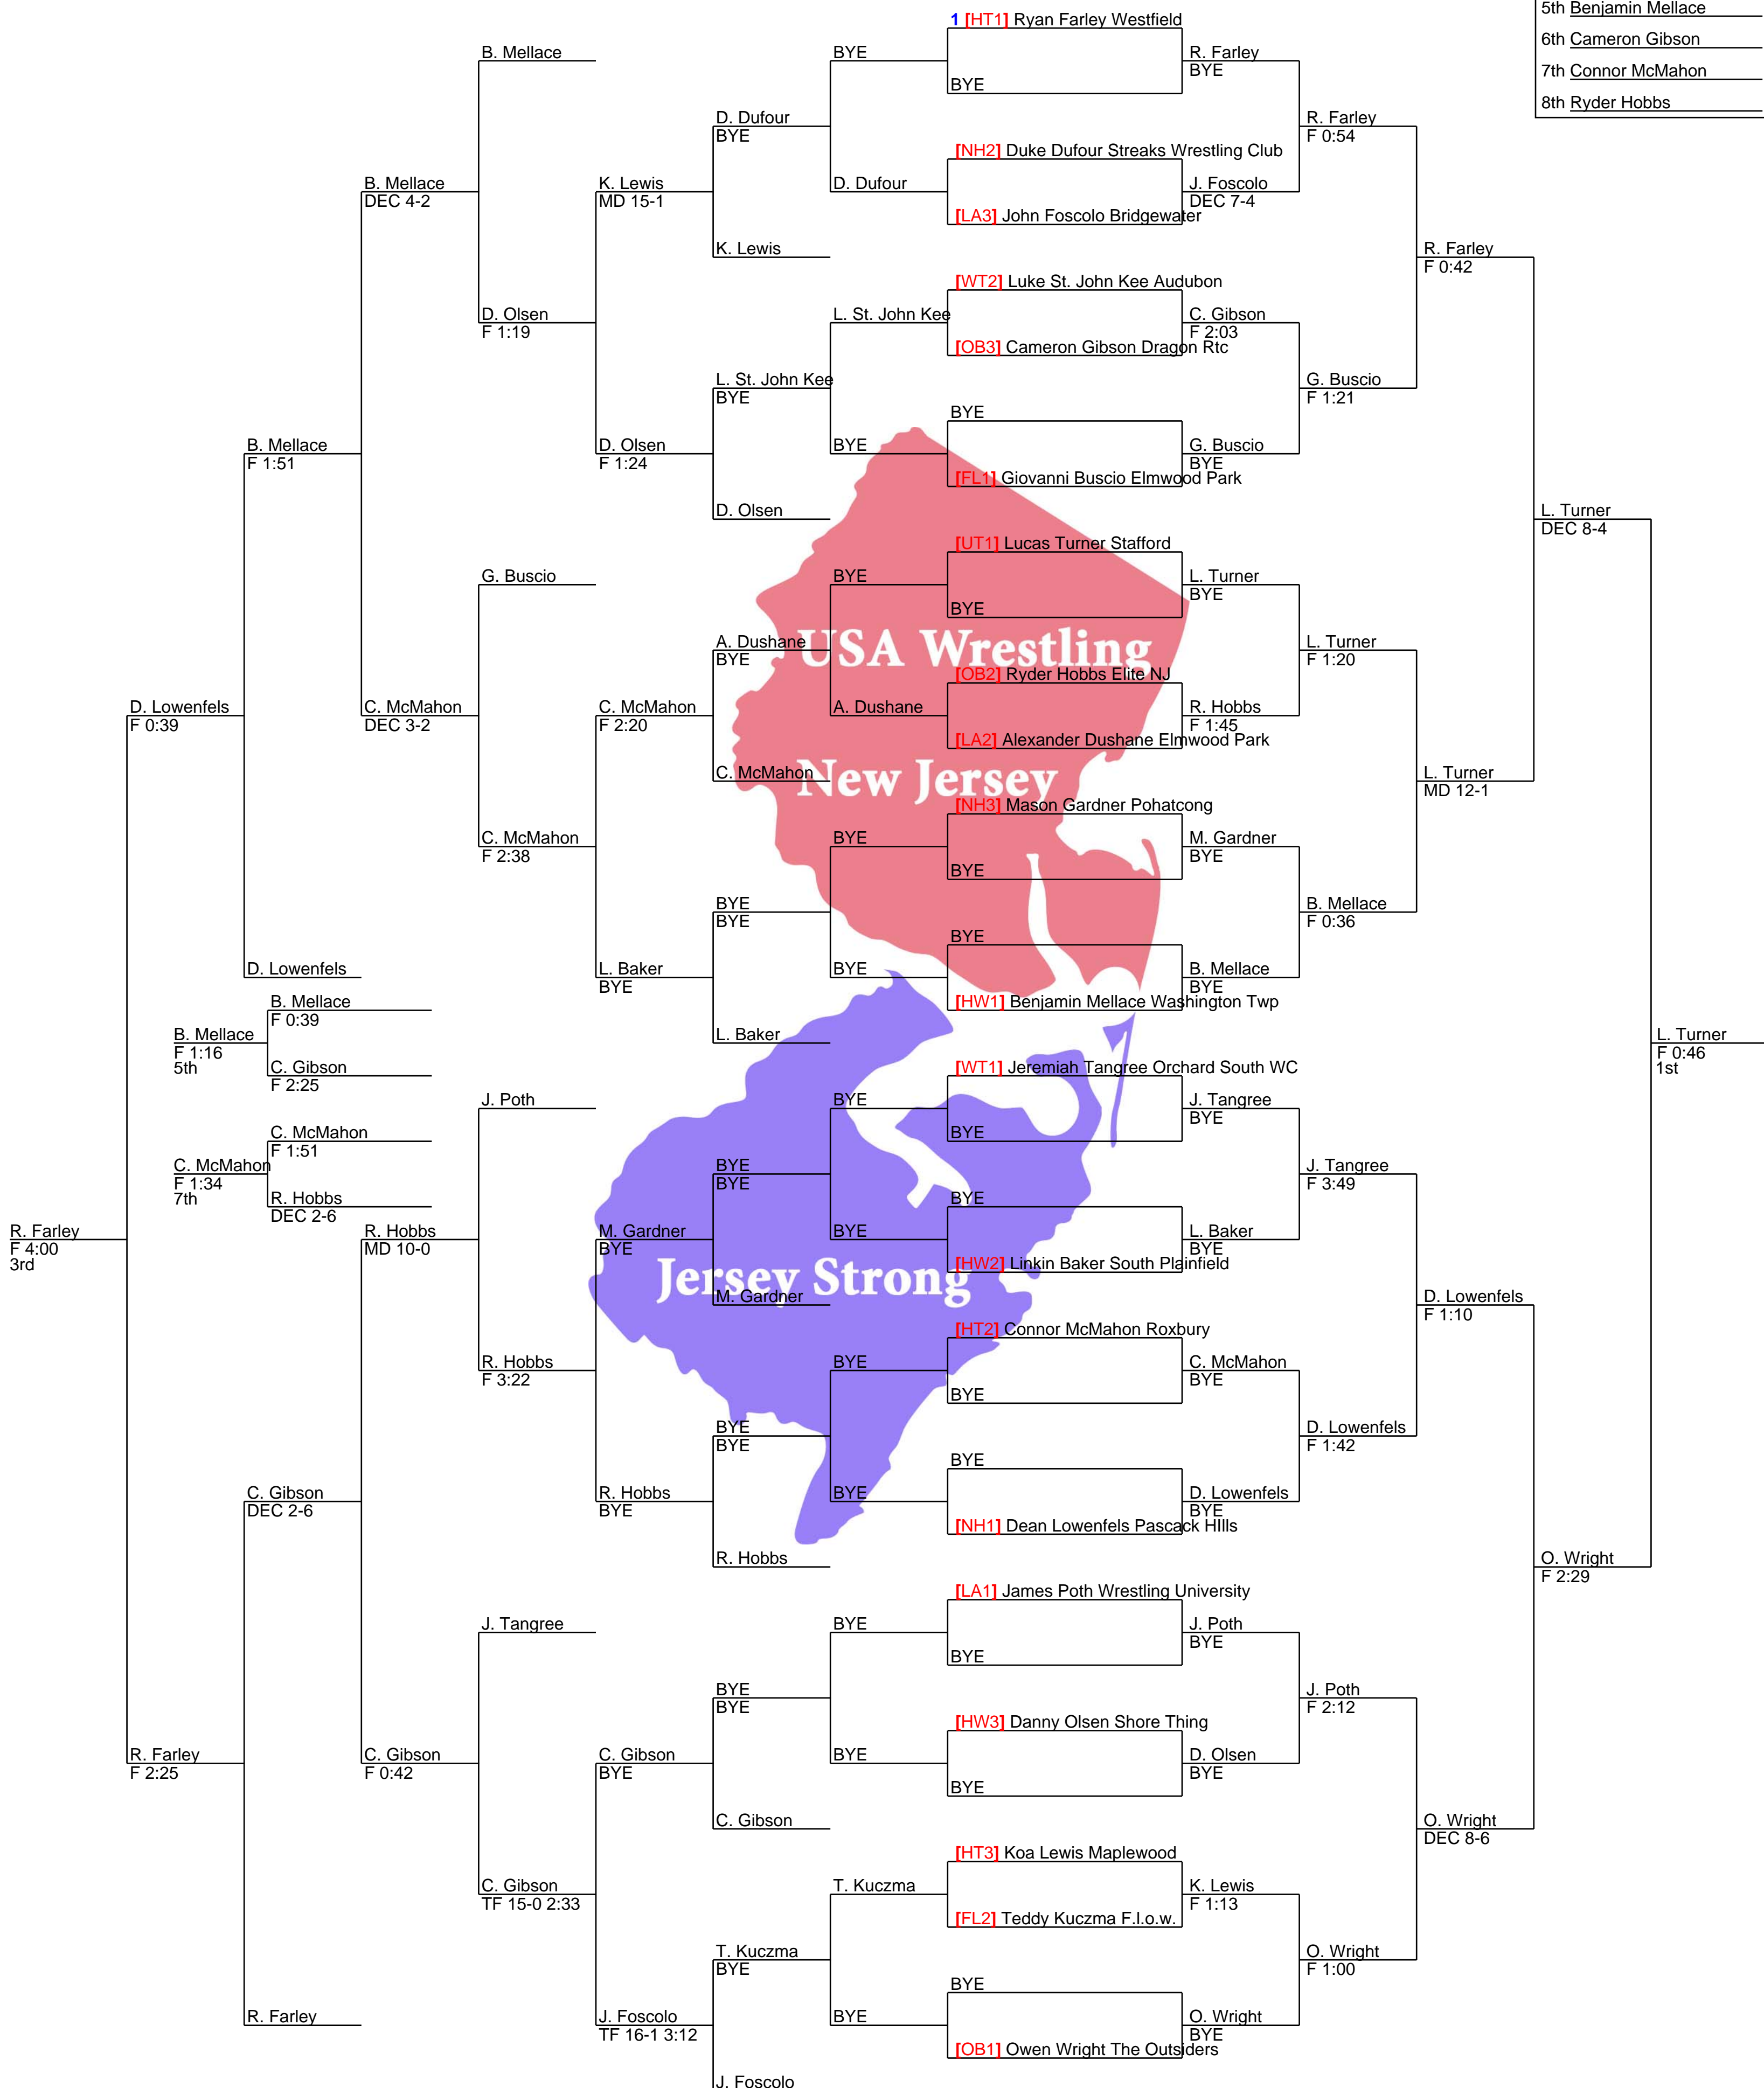 5th Benjamin Mellace
6th Cameron Gibson
7th Connor McMahon
8th Ryder Hobbs
1 [HT1] Ryan Farley Westfield
BYE
[NH2] Duke Dufour Streaks Wrestling Club
[LA3] John Foscolo Bridgewater
[WT2] Luke St. John Kee Audubon
[OB3] Cameron Gibson Dragon Rtc
BYE
[FL1] Giovanni Buscio Elmwood Park
[UT1] Lucas Turner Stafford
BYE
[OB2] Ryder Hobbs Elite NJ
[LA2] Alexander Dushane Elmwood Park
[NH3] Mason Gardner Pohatcong
BYE
BYE
[HW1] Benjamin Mellace Washington Twp
[WT1] Jeremiah Tangree Orchard South WC
BYE
BYE
[HW2] Linkin Baker South Plainfield
[HT2] Connor McMahon Roxbury
BYE
BYE
[NH1] Dean Lowenfels Pascack HIlls
[LA1] James Poth Wrestling University
BYE
[HW3] Danny Olsen Shore Thing
BYE
[HT3] Koa Lewis Maplewood
[FL2] Teddy Kuczma F.l.o.w.
BYE
[OB1] Owen Wright The Outsiders
R. Farley
BYE
J. Foscolo
DEC 7-4
C. Gibson
F 2:03
G. Buscio
BYE
L. Turner
BYE
R. Hobbs
F 1:45
M. Gardner
BYE
B. Mellace
BYE
J. Tangree
BYE
L. Baker
BYE
C. McMahon
BYE
D. Lowenfels
BYE
J. Poth
BYE
D. Olsen
BYE
K. Lewis
F 1:13
O. Wright
BYE
R. Farley
F 0:54
G. Buscio
F 1:21
L. Turner
F 1:20
B. Mellace
F 0:36
J. Tangree
F 3:49
D. Lowenfels
F 1:42
J. Poth
F 2:12
O. Wright
F 1:00
R. Farley
F 0:42
L. Turner
MD 12-1
D. Lowenfels
F 1:10
O. Wright
DEC 8-6
L. Turner
DEC 8-4
O. Wright
F 2:29
L. Turner
F 0:46
1st
BYE
D. Dufour
L. St. John Kee
BYE
BYE
A. Dushane
BYE
BYE
BYE
BYE
BYE
BYE
BYE
BYE
T. Kuczma
BYE
D. Dufour
BYE
K. Lewis
L. St. John Kee
BYE
D. Olsen
A. Dushane
BYE
C. McMahon
BYE
BYE
L. Baker
BYE
BYE
M. Gardner
BYE
BYE
R. Hobbs
BYE
BYE
C. Gibson
T. Kuczma
BYE
J. Foscolo
K. Lewis
MD 15-1
D. Olsen
F 1:24
C. McMahon
F 2:20
L. Baker
BYE
M. Gardner
BYE
R. Hobbs
BYE
C. Gibson
BYE
J. Foscolo
TF 16-1 3:12
B. Mellace
D. Olsen
F 1:19
G. Buscio
C. McMahon
F 2:38
J. Poth
R. Hobbs
F 3:22
J. Tangree
C. Gibson
TF 15-0 2:33
B. Mellace
DEC 4-2
C. McMahon
DEC 3-2
R. Hobbs
MD 10-0
C. Gibson
F 0:42
B. Mellace
F 1:51
D. Lowenfels
C. Gibson
DEC 2-6
R. Farley
D. Lowenfels
F 0:39
R. Farley
F 2:25
R. Farley
F 4:00
3rd
B. Mellace
F 0:39
C. Gibson
F 2:25
B. Mellace
F 1:16
5th
C. McMahon
F 1:51
R. Hobbs
DEC 2-6
C. McMahon
F 1:34
7th
USA Wrestling
New Jersey
Jersey Strong